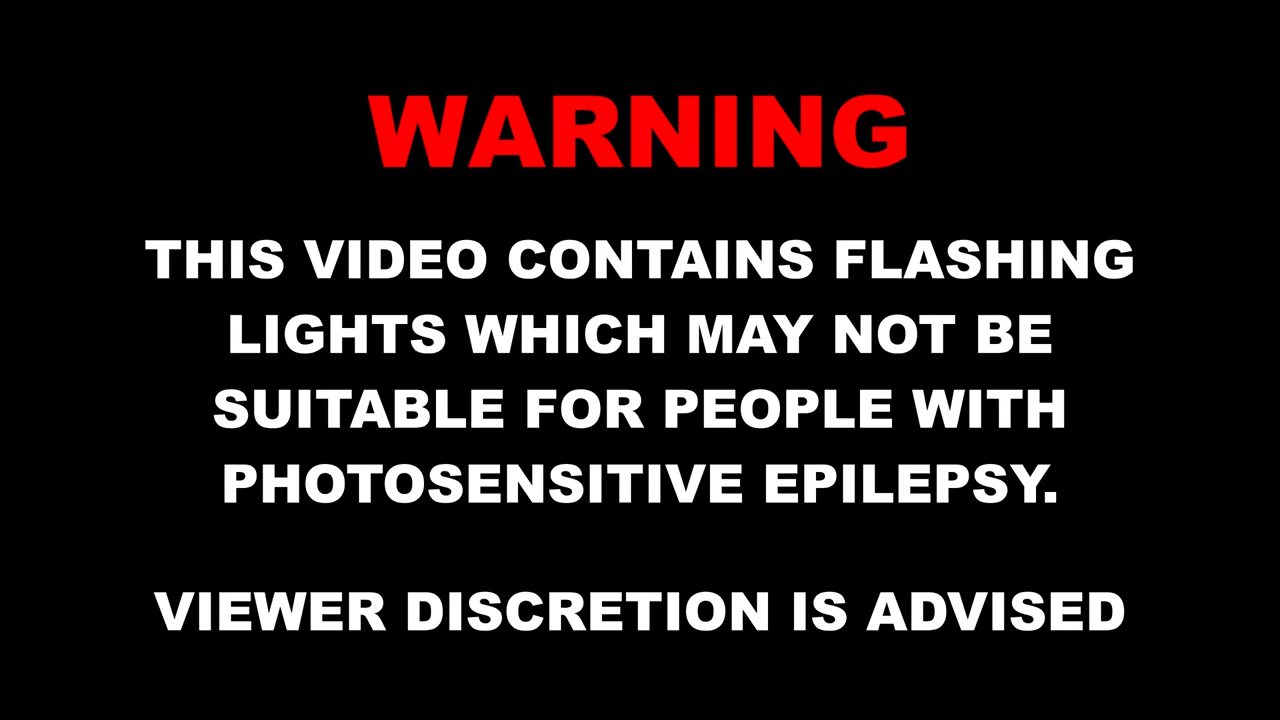 WARNING
THIS VIDEO CONTAINS FLASHING
LIGHTS WHICH MAY NOT BE
SUITABLE FOR PEOPLE WITH
PHOTOSENSITIVE EPILEPSY.
VIEWER DISCRETION IS ADVISED